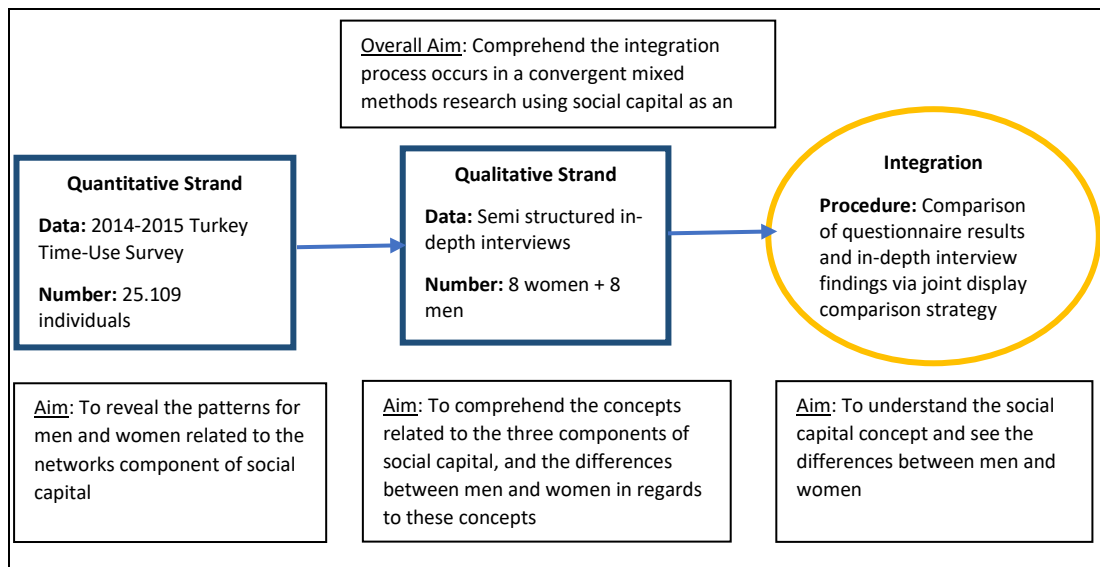 Overall Aim: Comprehend the integration
process occurs in a convergent mixed
methods research using social capital as an
Quantitative Strand
Data: 2014-2015 Turkey
Time-Use Survey
Number: 25.109
individuals
Qualitative Strand
Data: Semi structured in-
depth interviews
Number: 8 women + 8
men
Integration
Procedure: Comparison
of questionnaire results
and in-depth interview
findings via joint display
comparison strategy
Aim: To reveal the patterns for
men and women related to the
networks component of social
capital
Aim: To comprehend the concepts
related to the three components of
social capital, and the differences
between men and women in regards
to these concepts
Aim: To understand the social
capital concept and see the
differences between men and
women